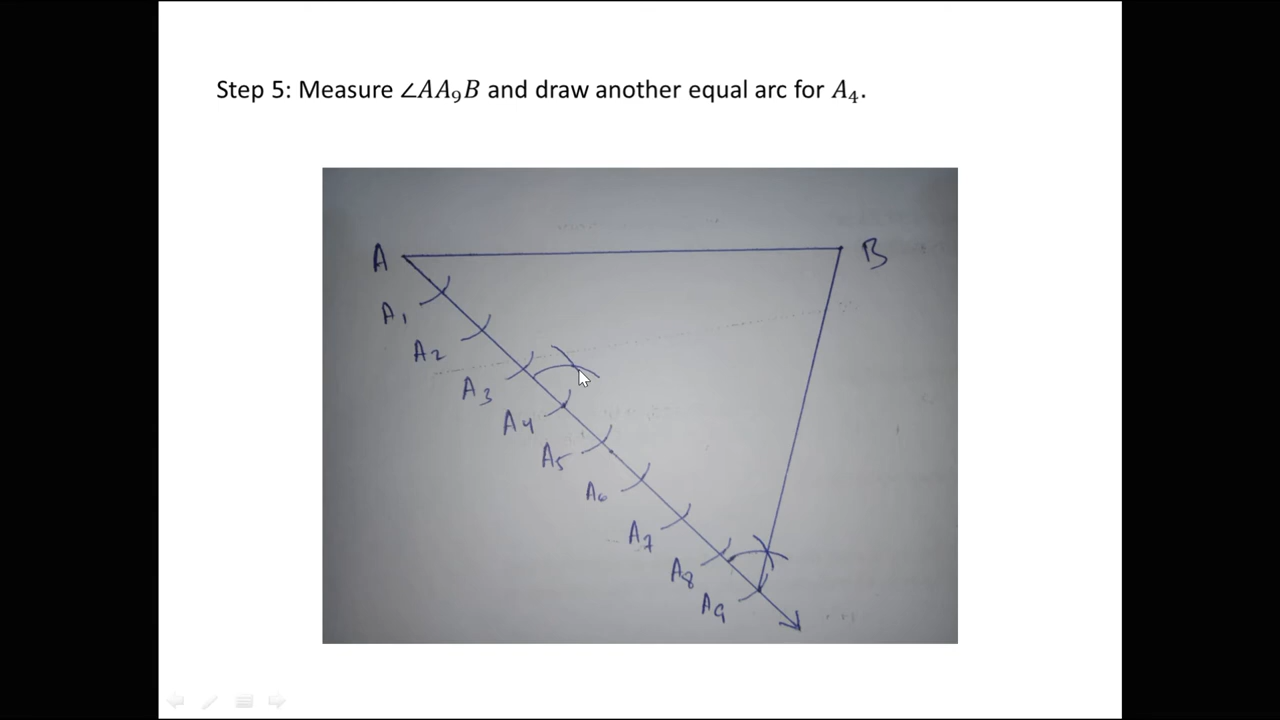 Step 5: Measure ∠AA₉B and draw another equal arc for A₄.
A
B
A₁
A₂
A₃
A₄
A₅
A₆
A₇
A₈
A₉